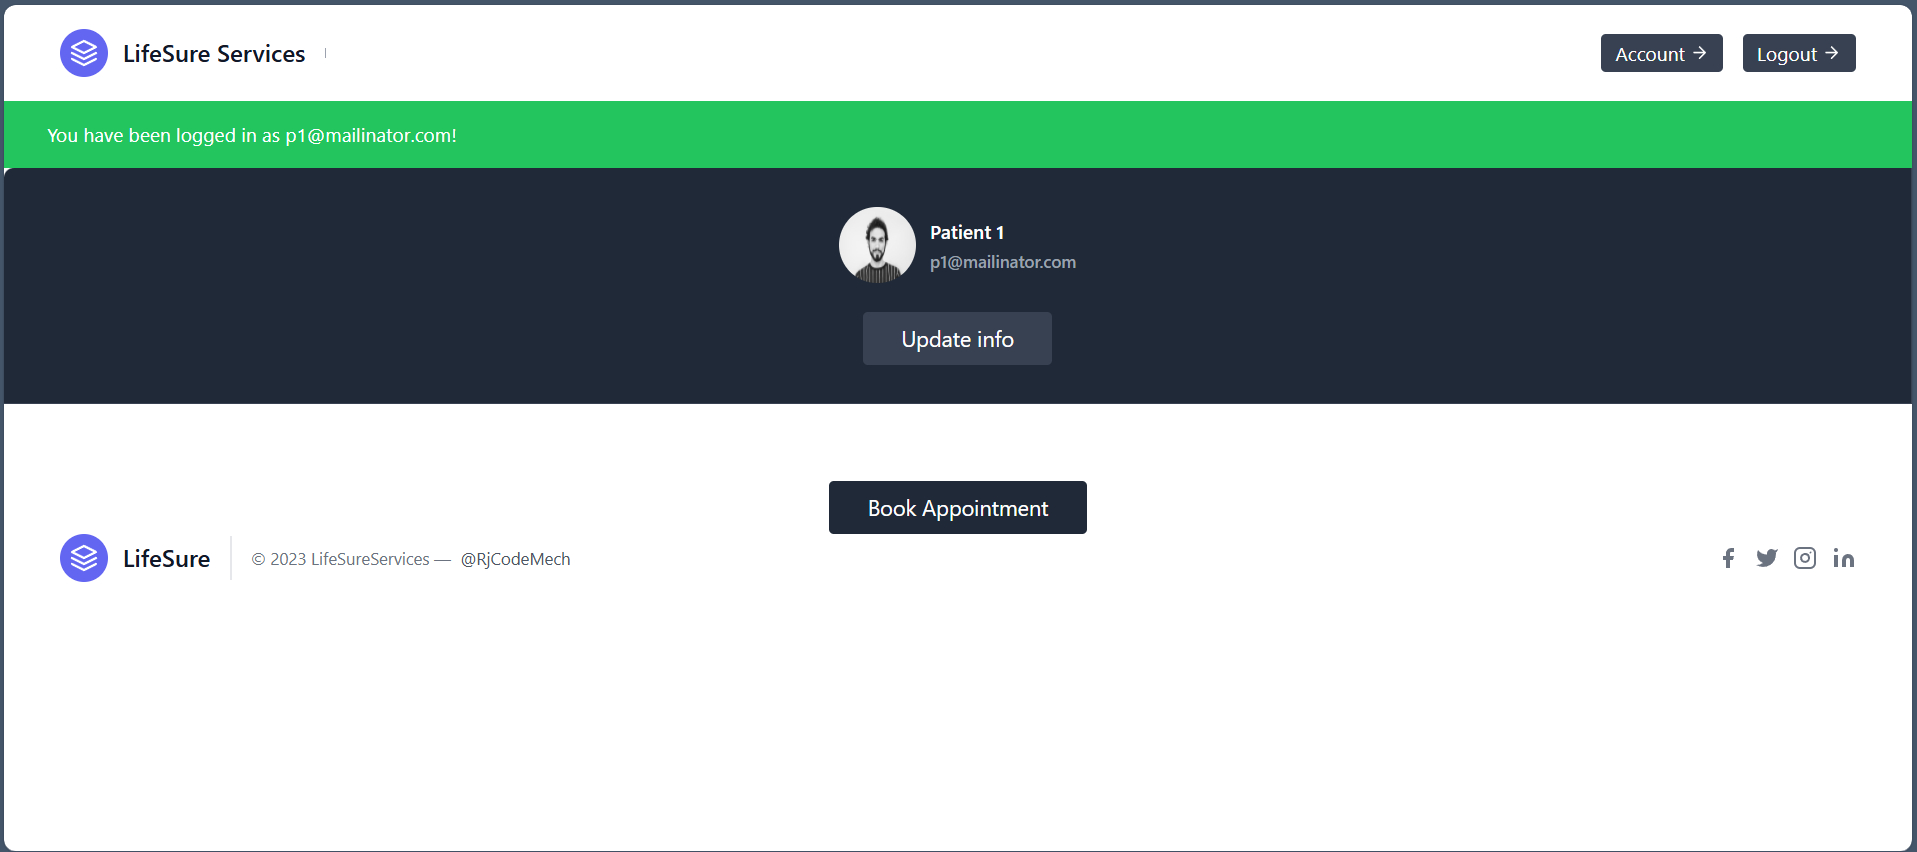 LifeSure Services
Account →
Logout →
You have been logged in as p1@mailinator.com!
Patient 1
p1@mailinator.com
Update info
Book Appointment
LifeSure
© 2023 LifeSureServices — @RjCodeMech